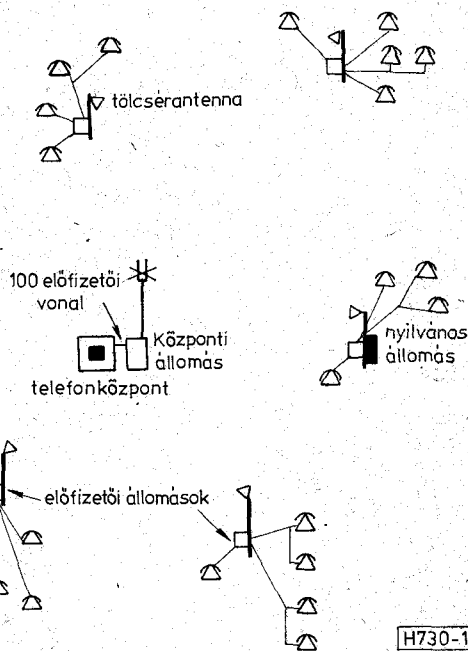 tölcsérantenna
100 előfizetői
vonal
Központi
állomás
telefonközpont
nyilvános
állomás
előfizetői állomások
H730-1